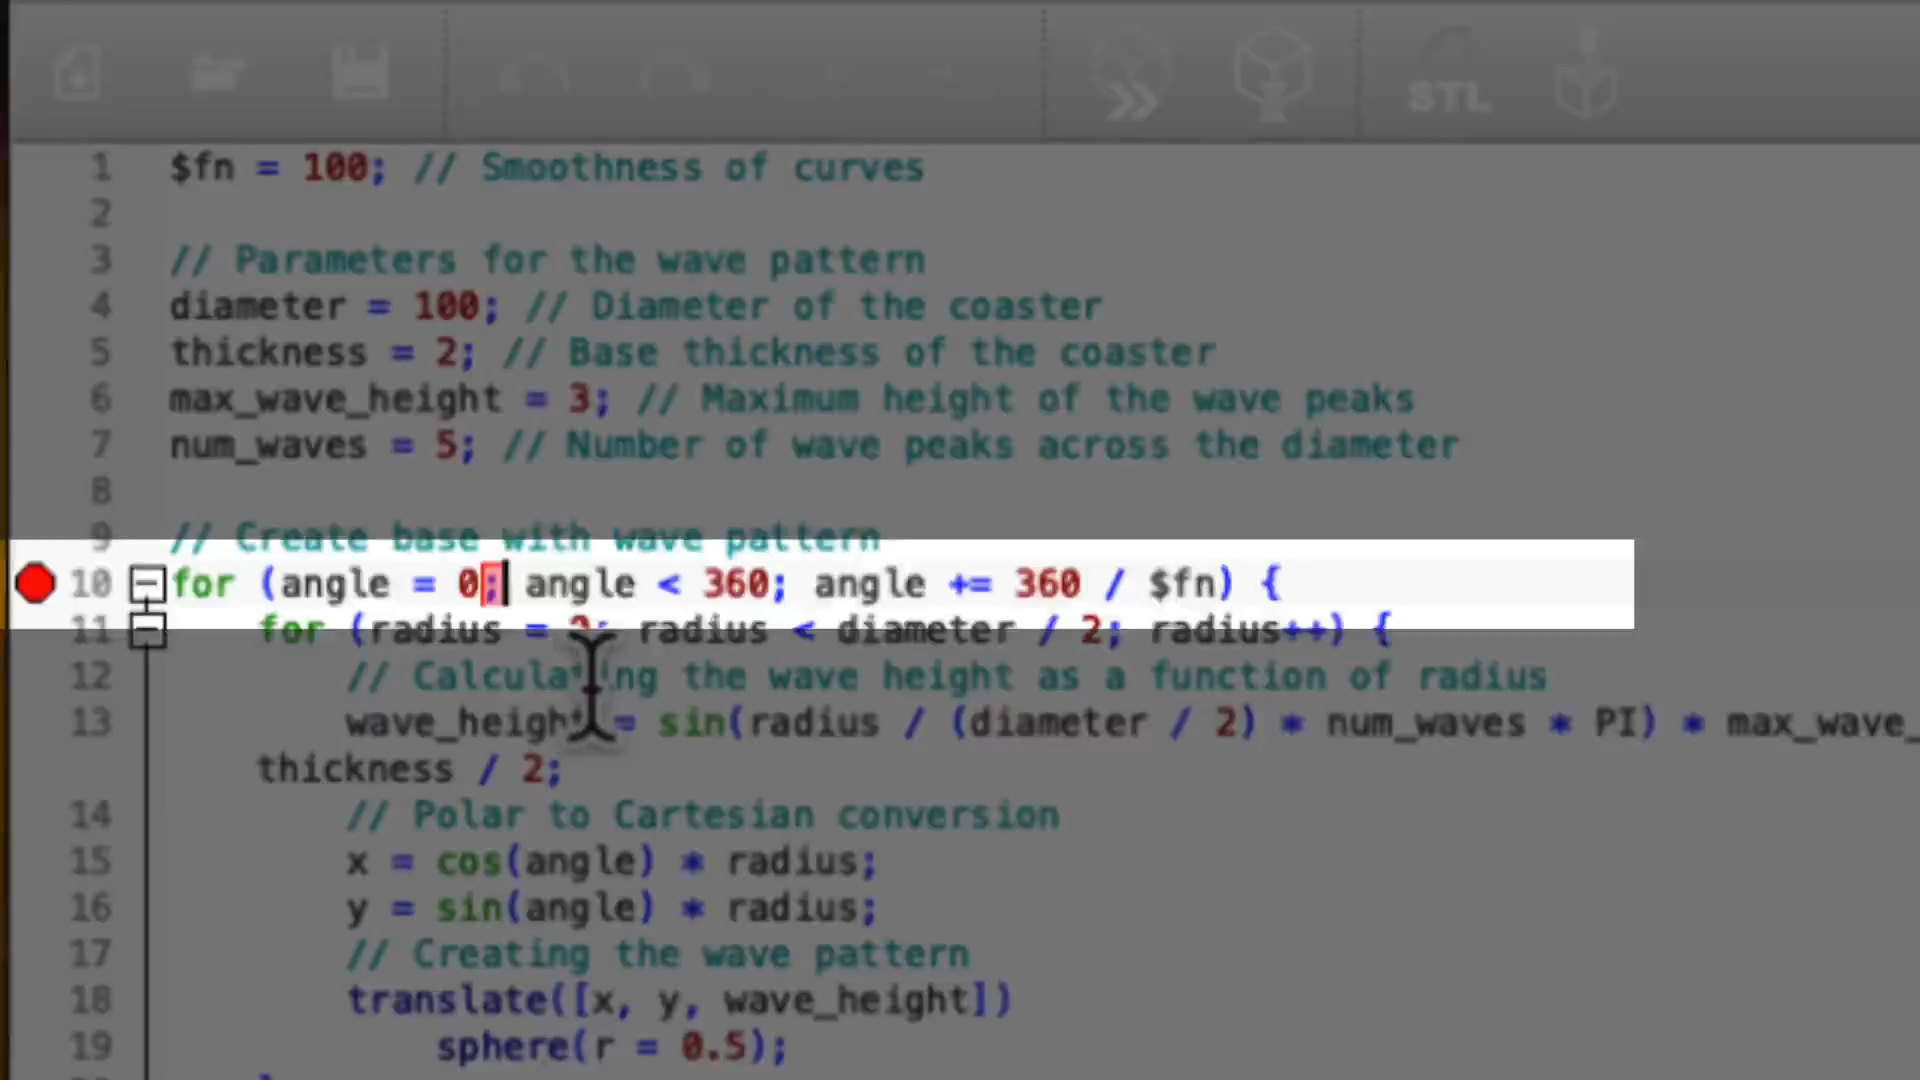 STL
1 $fn = 100; // Smoothness of curves
2
3 // Parameters for the wave pattern
4 diameter = 100; // Diameter of the coaster
5 thickness = 2; // Base thickness of the coaster
6 max_wave_height = 3; // Maximum height of the wave peaks
7 num_waves = 5; // Number of wave peaks across the diameter
8
9 // Create base with wave pattern
10 for (angle = 0; angle < 360; angle += 360 / $fn) {
11 for (radius = 0; radius < diameter / 2; radius++) {
12 // Calculating the wave height as a function of radius
13 wave_height = sin(radius / (diameter / 2) * num_waves * PI) * max_wave_
thickness / 2;
14 // Polar to Cartesian conversion
15 x = cos(angle) * radius;
16 y = sin(angle) * radius;
17 // Creating the wave pattern
18 translate([x, y, wave_height])
19 sphere(r = 0.5);